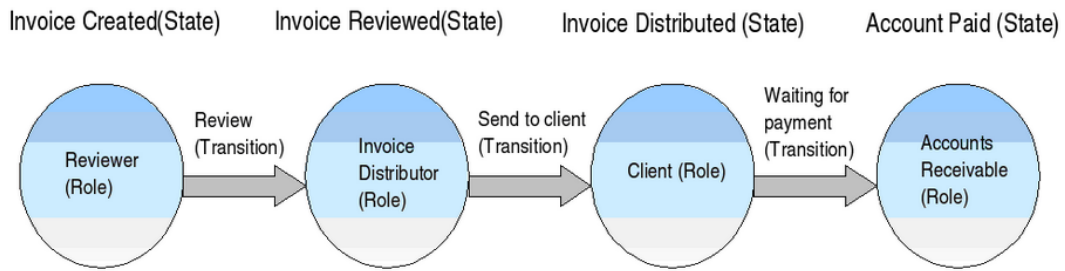 Invoice Created(State)
Invoice Reviewed(State)
Invoice Distributed (State)
Account Paid (State)
Reviewer
(Role)
Review
(Transition)
Invoice
Distributor
(Role)
Send to client
(Transition)
Client (Role)
Waiting for
payment
(Transition)
Accounts
Receivable
(Role)